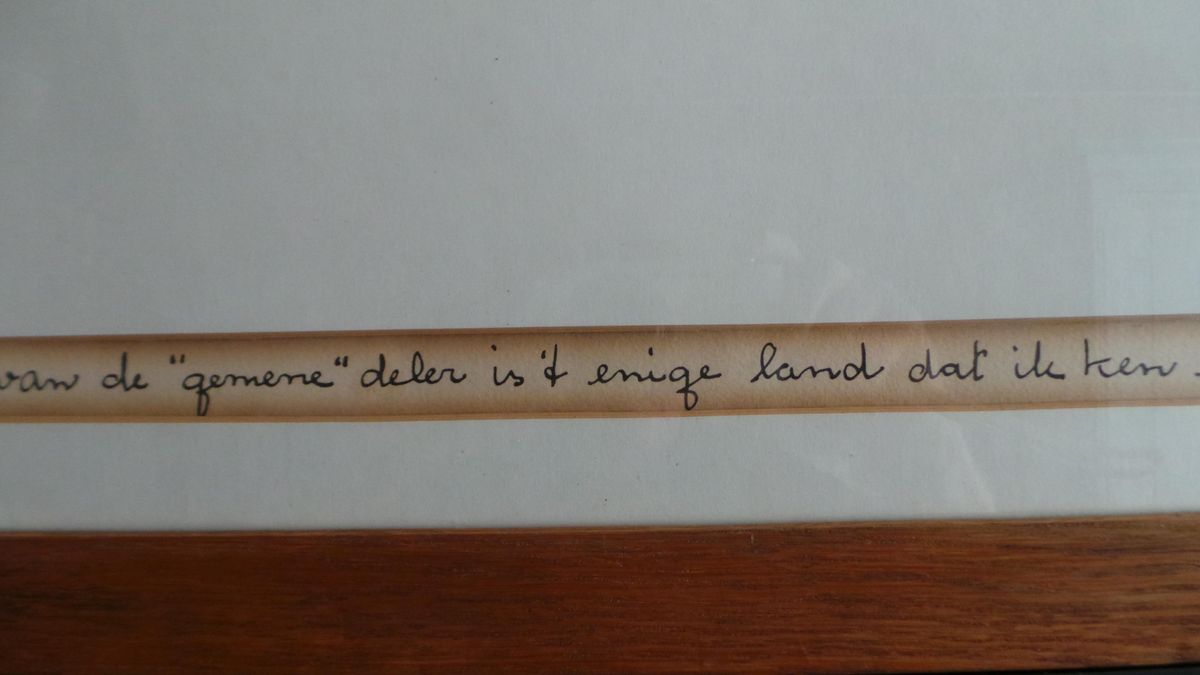 van de "gemene" deler is 't enige land dat ik ken.